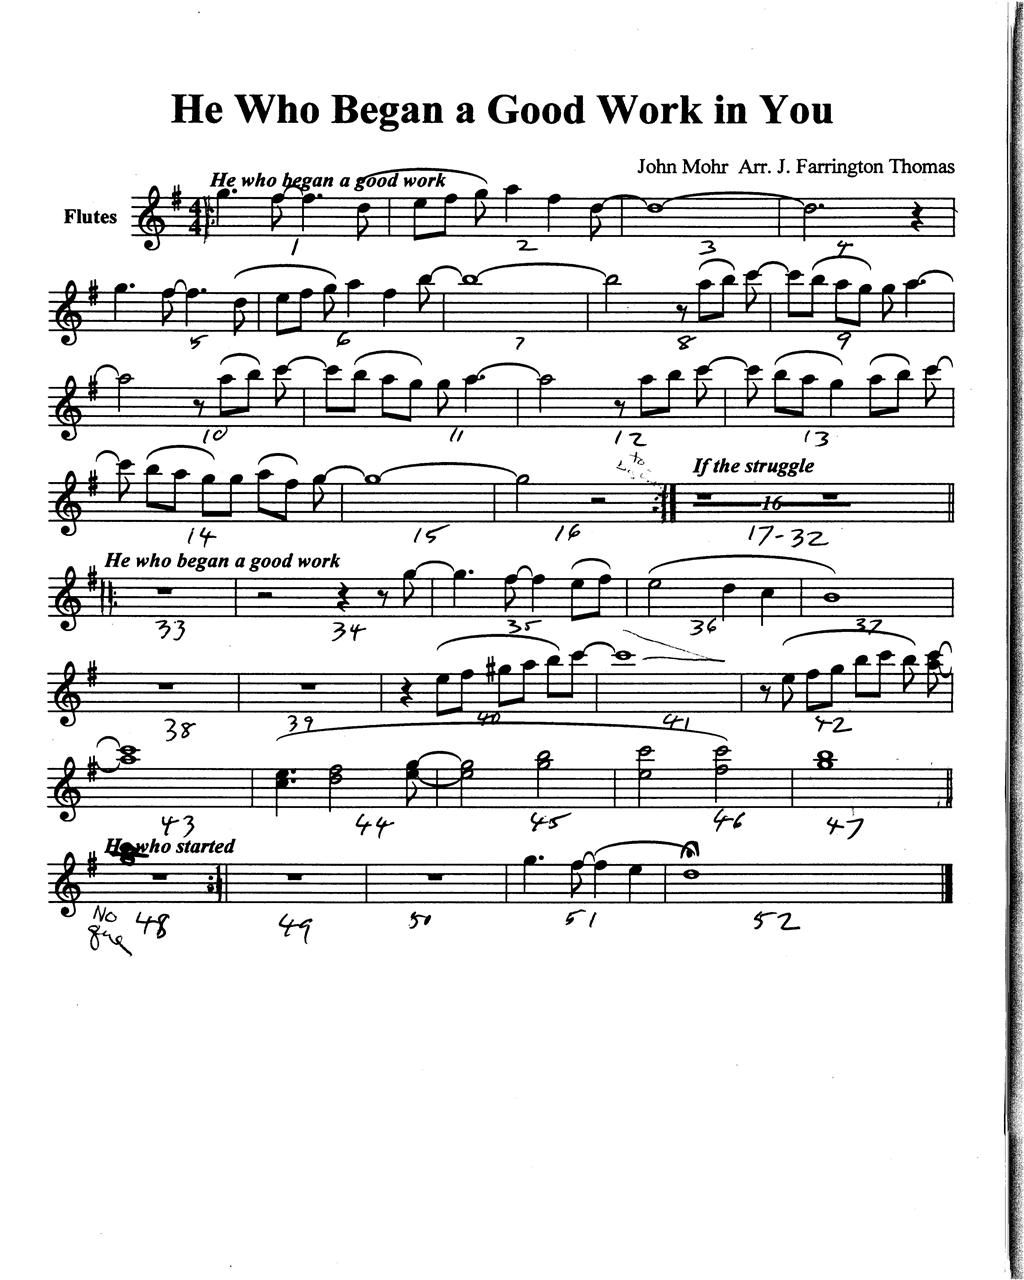 He Who Began a Good Work in You
John Mohr Arr. J. Farrington Thomas
He who began a good work
Flutes
1 2 3 4
5 6 7 8 9
10 11 12 13
to
If the struggle
16
14 15 16 17-32
He who began a good work
33 34 35 36 37
38 39 40 41 42
43 44 45 46 47
He who started
No
48 49 50 51 52